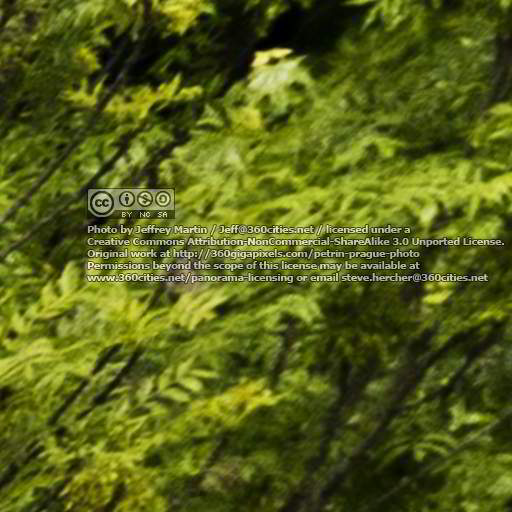 cc
BY NC SA
Photo by Jeffrey Martin / Jeff@360cities.net / licensed under a
Creative Commons Attribution-NonCommercial-ShareAlike 3.0 Unported License.
Original work at http://360gigapixels.com/petrin-prague-photo
Permissions beyond the scope of this license may be available at
www.360cities.net/panorama-licensing or email steve.hercher@360cities.net